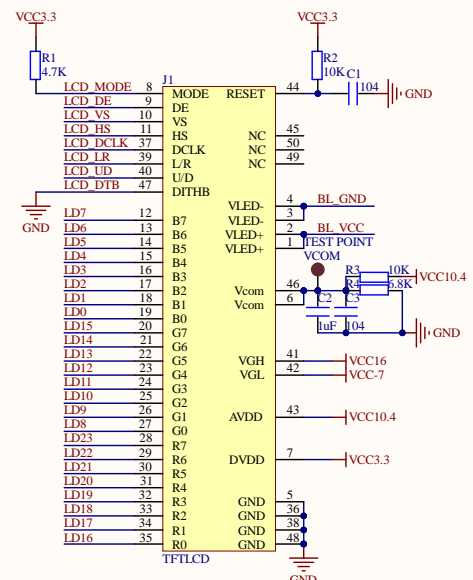 VCC3.3
VCC3.3
R1
4.7K
R2
10K
C1
104
GND
J1
LCD_MODE 8 MODE RESET 44
LCD_DE 9 DE
LCD_VS 10 VS
LCD_HS 11 HS NC 45
LCD_DCLK 37 DCLK NC 50
LCD_LR 39 L/R NC 49
LCD_UD 40 U/D
LCD_DTB 47 DITHB
GND
VLED- 4 BL_GND
VLED- 3
VLED+ 2 BL_VCC
VLED+ 1
TEST POINT
VCOM
LD7 12 B7
LD6 13 B6
LD5 14 B5
LD4 15 B4
LD3 16 B3
LD2 17 B2
LD1 18 B1
LD0 19 B0
LD15 20 G7
LD14 21 G6
LD13 22 G5
LD12 23 G4
LD11 24 G3
LD10 25 G2
LD9 26 G1
LD8 27 G0
LD23 28 R7
LD22 29 R6
LD21 30 R5
LD20 31 R4
LD19 32 R3
LD18 33 R2
LD17 34 R1
LD16 35 R0
R3 10K VCC10.4
R4 6.8K
Vcom 46
Vcom 6
C2 C3
1uF 104
GND
VGH 41 VCC16
VGL 42 VCC-7
AVDD 43 VCC10.4
DVDD 7 VCC3.3
GND 5
GND 36
GND 38
GND 48
TFTLCD
GND